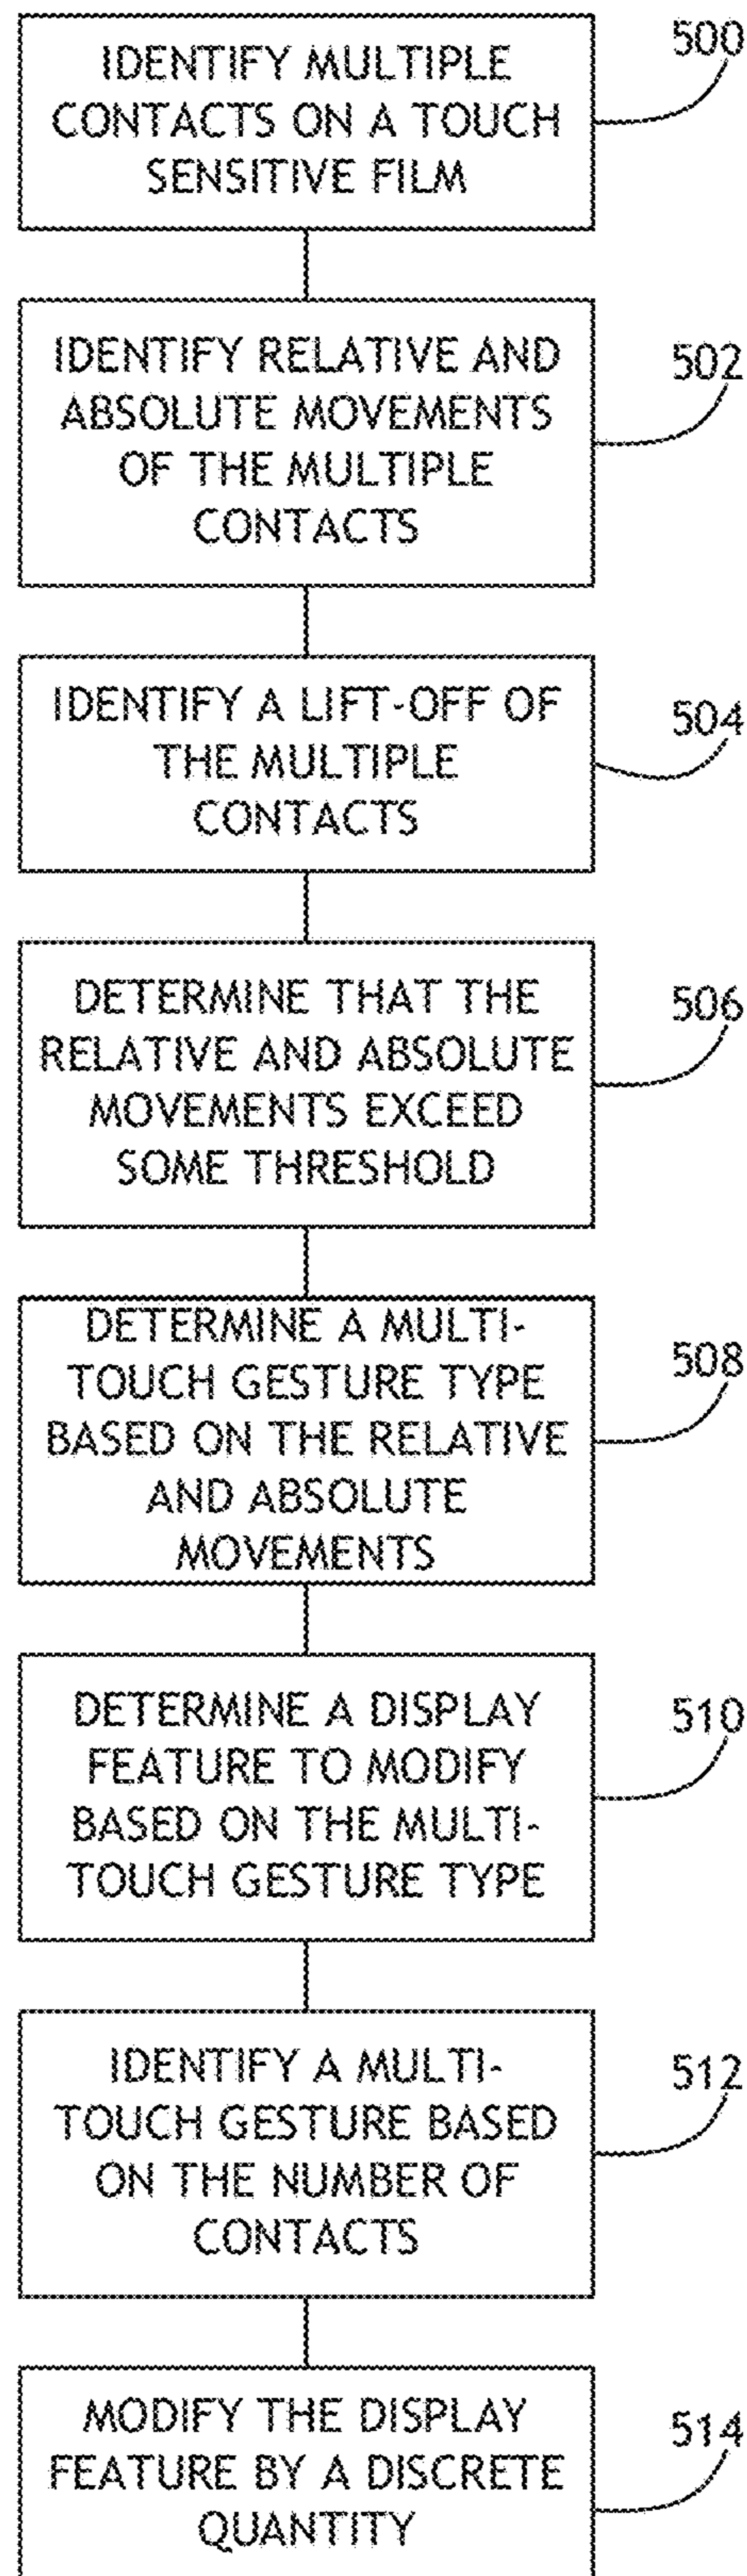 IDENTIFY MULTIPLE
CONTACTS ON A TOUCH
SENSITIVE FILM
500
IDENTIFY RELATIVE AND
ABSOLUTE MOVEMENTS
OF THE MULTIPLE
CONTACTS
502
IDENTIFY A LIFT-OFF OF
THE MULTIPLE
CONTACTS
504
DETERMINE THAT THE
RELATIVE AND ABSOLUTE
MOVEMENTS EXCEED
SOME THRESHOLD
506
DETERMINE A MULTI-
TOUCH GESTURE TYPE
BASED ON THE RELATIVE
AND ABSOLUTE
MOVEMENTS
508
DETERMINE A DISPLAY
FEATURE TO MODIFY
BASED ON THE MULTI-
TOUCH GESTURE TYPE
510
IDENTIFY A MULTI-
TOUCH GESTURE BASED
ON THE NUMBER OF
CONTACTS
512
MODIFY THE DISPLAY
FEATURE BY A DISCRETE
QUANTITY
514